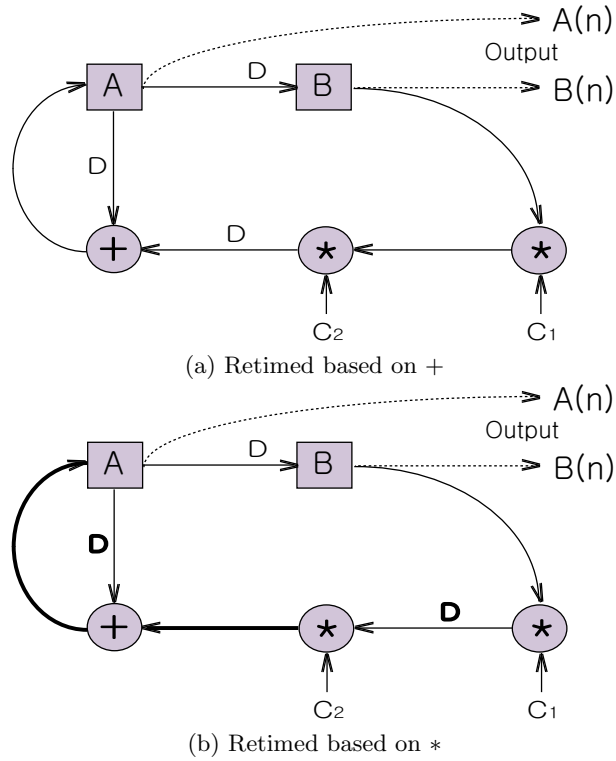 A(n)
Output
D
A
B
B(n)
D
+
D
*
*
C2
C1
(a) Retimed based on +
A(n)
Output
D
A
B
B(n)
D
D
+
*
*
C2
C1
(b) Retimed based on *